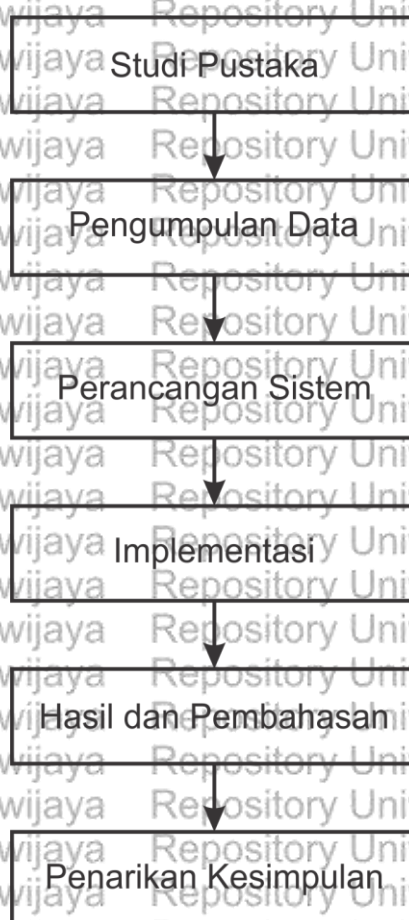 Studi Pustaka
Pengumpulan Data
Perancangan Sistem
Implementasi
Hasil dan Pembahasan
Penarikan Kesimpulan